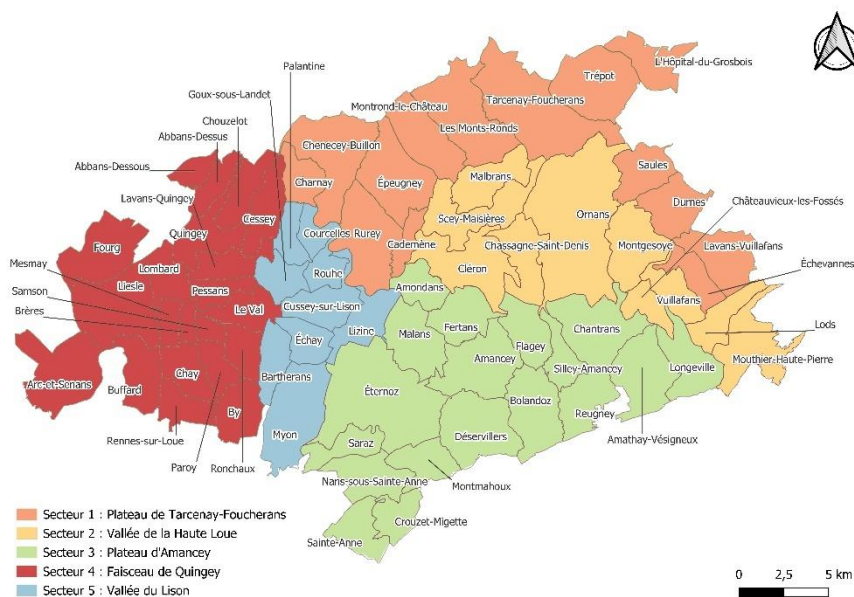 L'Hôpital-du-Grosbois
Trépot
Palantine
Tarcenay-Foucherans
Goux-sous-Landet
Montrond-le-Château
Chouzelot
Les Monts-Ronds
Abbans-Dessus
Chenecey-Buillon
Abbans-Dessous
Saules
Malbrans
Charnay
Épeugney
Châteauvieux-les-Fossés
Lavans-Quingey
Durnes
Cessey
Scey-Maisières
Ornans
Quingey
Courcelles
Rurey
Cademène
Chassagne-Saint-Denis
Montgesoye
Lavans-Vuillafans
Fourg
Mesmay
Lombard
Rouhe
Cléron
Échevannes
Liesle
Pessans
Amondans
Samson
Vuillafans
Le Val
Cussey-sur-Lison
Brères
Lizine
Fertans
Chantrans
Lods
Échay
Malans
Flagey
Amancey
Mouthier-Haute-Pierre
Silley-Amancey
Longeville
Chay
Bartherans
Arc-et-Senans
Buffard
Éternoz
Bolandoz
By
Reugney
Myon
Déservillers
Amathay-Vésigneux
Rennes-sur-Loue
Saraz
Paroy
Ronchaux
Nans-sous-Sainte-Anne
Montmahoux
Crouzet-Migette
Sainte-Anne
Secteur 1 : Plateau de Tarcenay-Foucherans
Secteur 2 : Vallée de la Haute Loue
Secteur 3 : Plateau d'Amancey
Secteur 4 : Faisceau de Quingey
Secteur 5 : Vallée du Lison
0 2,5 5 km